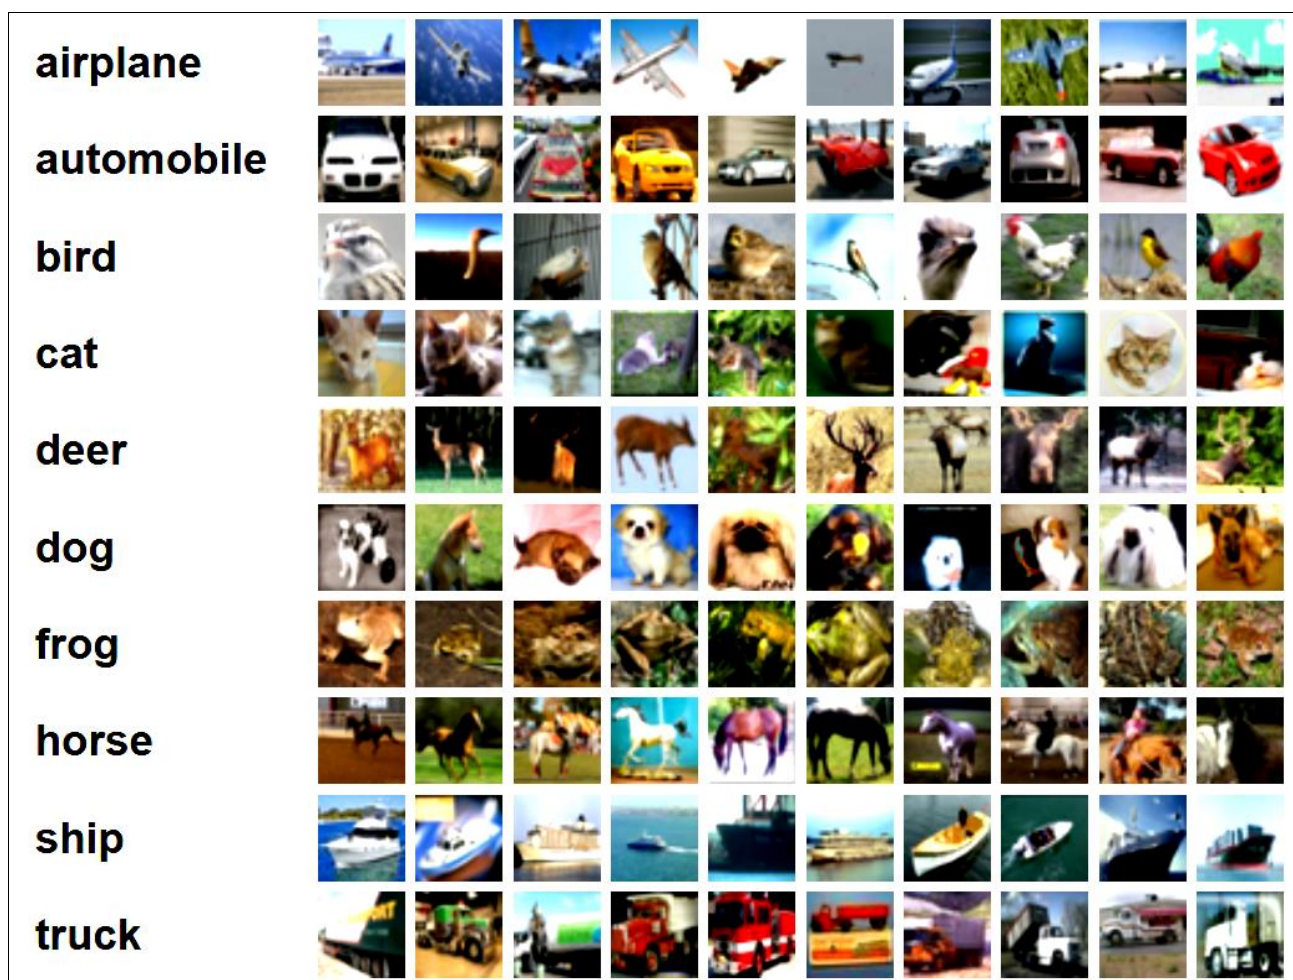 airplane
automobile
bird
cat
deer
dog
frog
horse
ship
truck